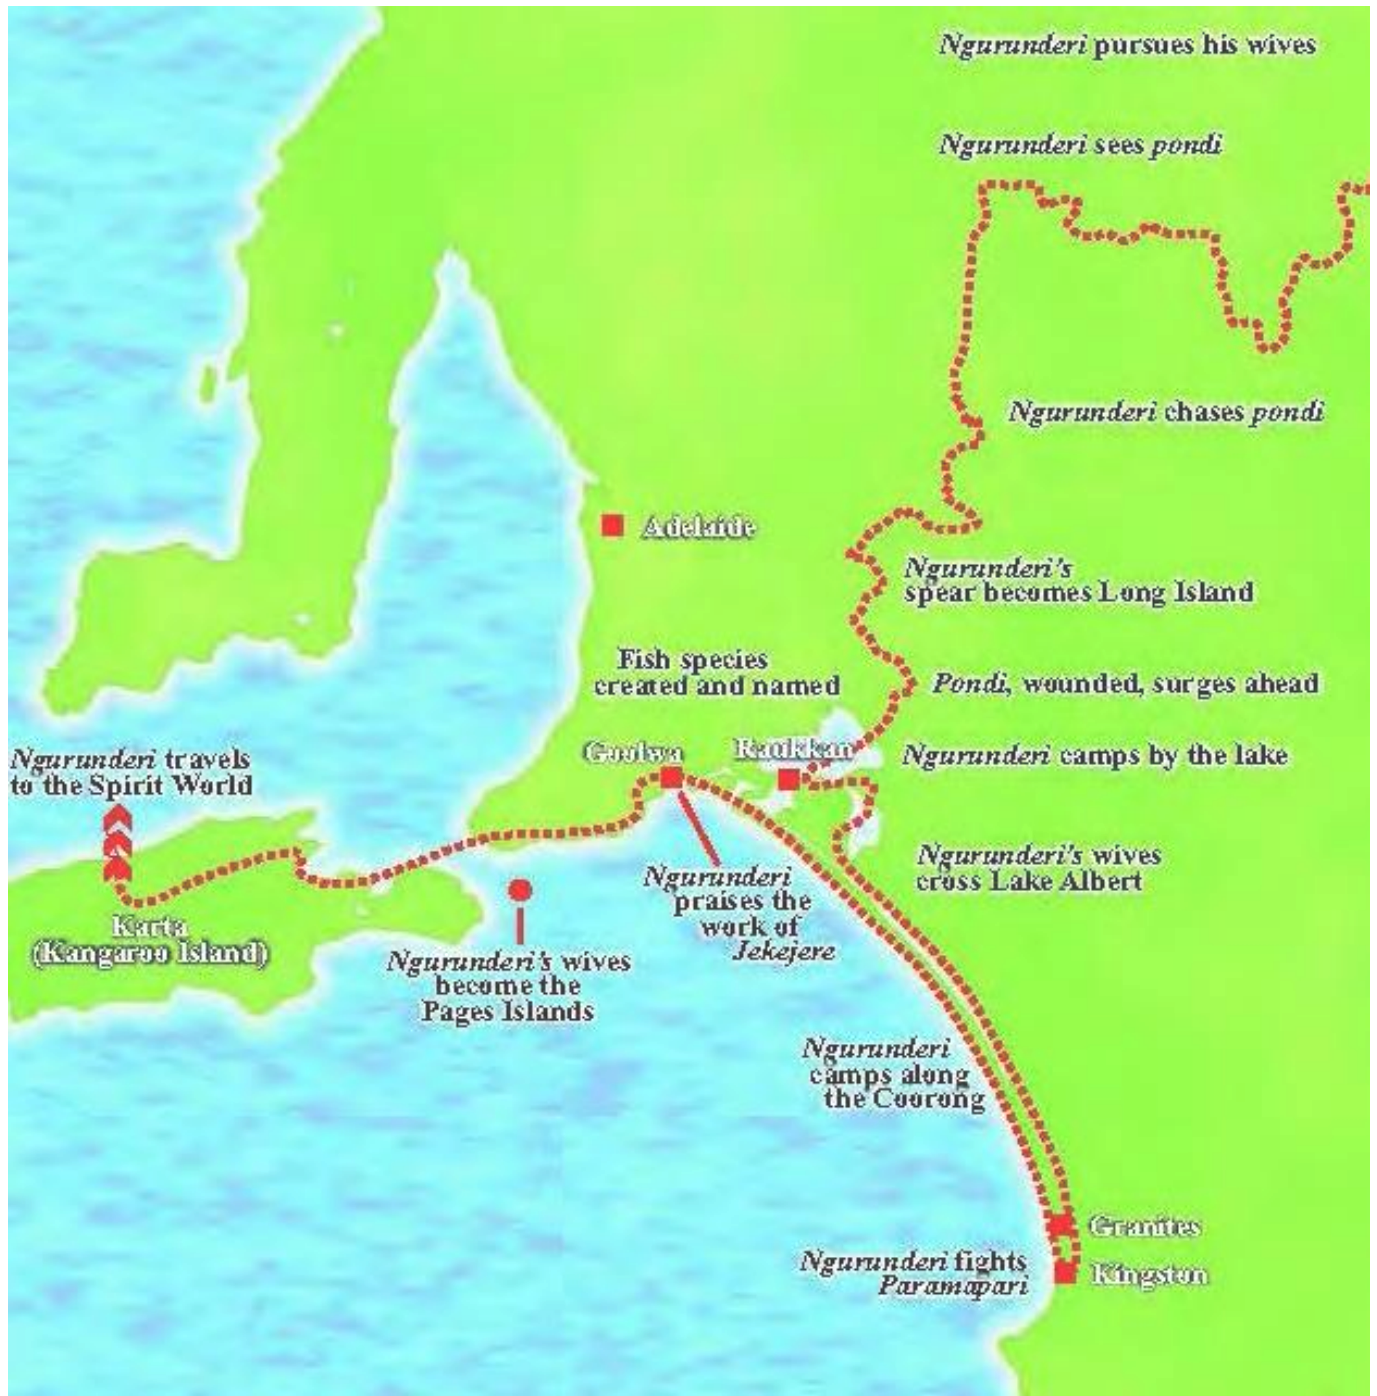 Ngurunderi pursues his wives
Ngurunderi sees pondi
Ngurunderi chases pondi
Adelaide
Ngurunderi's
spear becomes Long Island
Fish species
created and named
Pondi, wounded, surges ahead
Goolwa
Raukkan
Ngurunderi camps by the lake
Ngurunderi travels
to the Spirit World
Ngurunderi's wives
cross Lake Albert
Ngurunderi
praises the
work of
Jekejere
Karta
(Kangaroo Island)
Ngurunderi's wives
become the
Pages Islands
Ngurunderi
camps along
the Coorong
Granites
Ngurunderi fights
Paramapari
Kingston